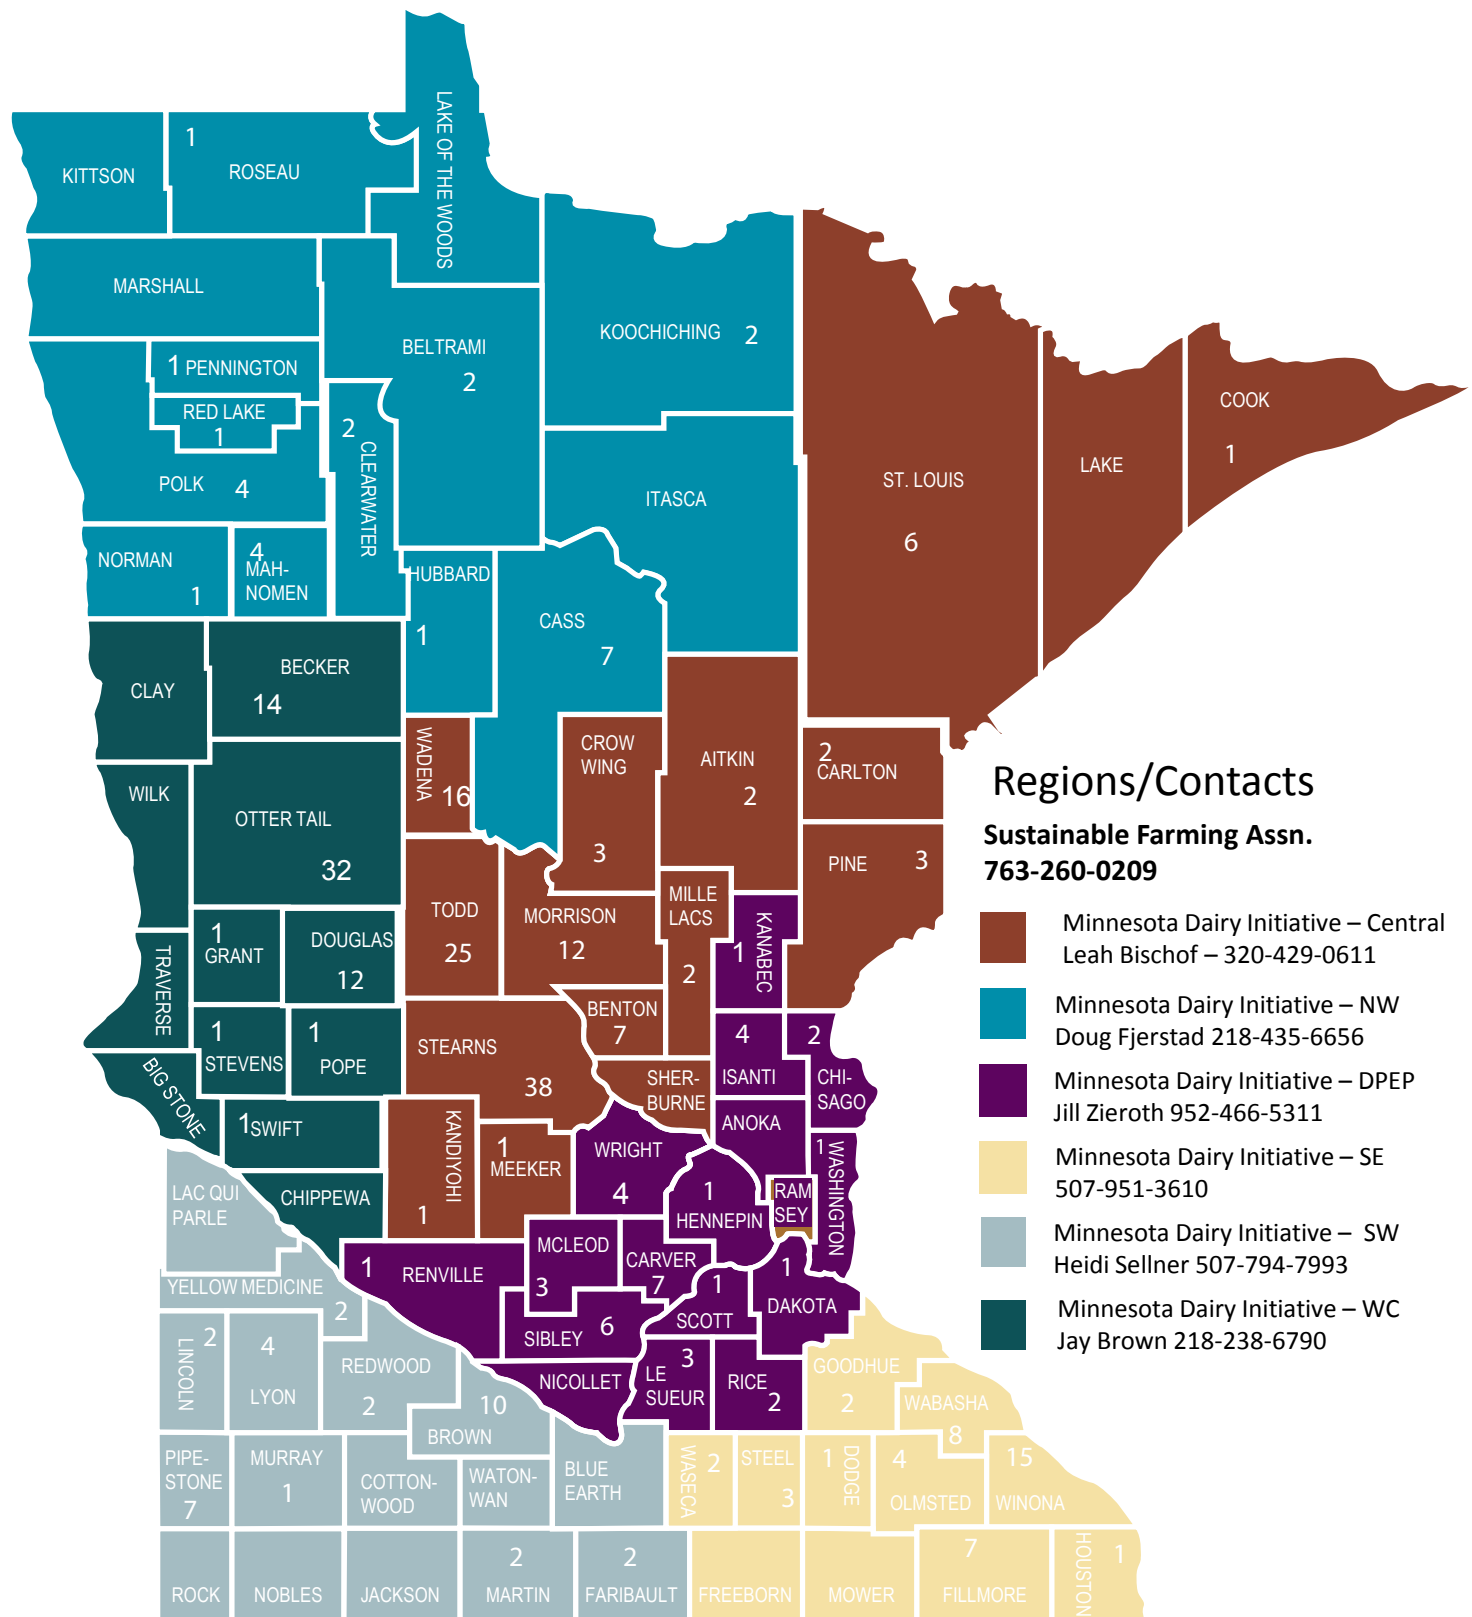 LAKE OF THE WOODS
1
KITTSON
ROSEAU
MARSHALL
KOOCHICHING 2
BELTRAMI
2
1 PENNINGTON
RED LAKE
1
COOK
1
2
CLEARWATER
LAKE
POLK 4
ST. LOUIS
6
ITASCA
NORMAN
1
4
MAH-
NOMEN
HUBBARD
1
CASS
7
BECKER
14
CLAY
WADENA
16
CROW
WING
3
AITKIN
2
2
CARLTON
WILK
OTTER TAIL
32
PINE 3
TODD
25
MORRISON
12
MILLE
LACS
2
KANABEC
1
1
GRANT
DOUGLAS
12
TRAVERSE
BENTON
7
1
STEVENS
1
POPE
STEARNS
38
4
ISANTI
2
CHI-
SAGO
BIG STONE
SHER-
BURNE
1 SWIFT
KANDIYOHI
1
1
MEEKER
ANOKA
WRIGHT
4
1
WASHINGTON
LAC QUI
PARLE
CHIPPEWA
1
HENNEPIN
RAM
SEY
MCLEOD
3
CARVER
7
1
RENVILLE
YELLOW MEDICINE
2
1
SCOTT
1
DAKOTA
SIBLEY 6
LINCOLN
2
4
LYON
REDWOOD
2
NICOLLET
3
LE
SUEUR
RICE
2
GOODHUE
2
WABASHA
8
10
BROWN
PIPE-
STONE
7
MURRAY
1
COTTON-
WOOD
WATON-
WAN
BLUE
EARTH
WASECA
2
STEEL
3
1
DODGE
4
OLMSTED
15
WINONA
ROCK
NOBLES
JACKSON
2
MARTIN
2
FARIBAULT
FREEBORN
MOWER
7
FILLMORE
HOUSTON
1
Regions/Contacts
Sustainable Farming Assn.
763-260-0209
Minnesota Dairy Initiative – Central
Leah Bischof – 320-429-0611
Minnesota Dairy Initiative – NW
Doug Fjerstad 218-435-6656
Minnesota Dairy Initiative – DPEP
Jill Zieroth 952-466-5311
Minnesota Dairy Initiative – SE
507-951-3610
Minnesota Dairy Initiative – SW
Heidi Sellner 507-794-7993
Minnesota Dairy Initiative – WC
Jay Brown 218-238-6790